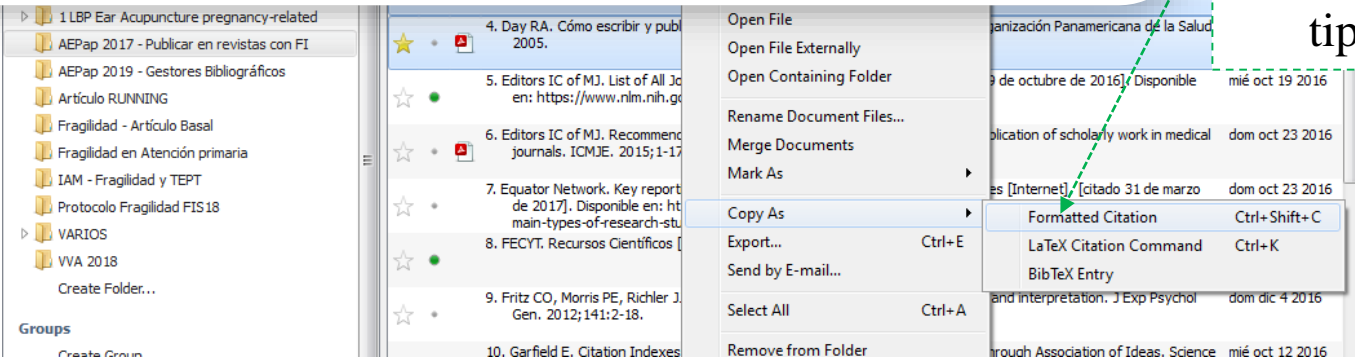 1 LBP Ear Acupuncture pregnancy-related
AEPap 2017 - Publicar en revistas con FI
AEPap 2019 - Gestores Bibliográficos
Artículo RUNNING
Fragilidad - Artículo Basal
Fragilidad en Atención primaria
IAM - Fragilidad y TEPT
Protocolo Fragilidad FIS18
VARIOS
VVA 2018
Create Folder...
Groups
Create Group
4. Day RA. Cómo escribir y publ
ganización Panamericana de la Salud
2005.
5. Editors IC of MJ. List of All Jo
9 de octubre de 2016]. Disponible
mié oct 19 2016
en: https://www.nlm.nih.go
6. Editors IC of MJ. Recommend
plication of scholarly work in medical
dom oct 23 2016
journals. ICMJE. 2015;1-17
7. Equator Network. Key report
es [Internet]. [citado 31 de marzo
dom oct 23 2016
de 2017]. Disponible en: ht
main-types-of-research-stu
8. FECYT. Recursos Científicos [
9. Fritz CO, Morris PE, Richler J.
and interpretation. J Exp Psychol
dom dic 4 2016
Gen. 2012;141:2-18.
10. Garfield E. Citation Indexes
rough Association of Ideas. Science
mié oct 12 2016
Open File
Open File Externally
Open Containing Folder
Rename Document Files...
Merge Documents
Mark As
Copy As
Export... Ctrl+E
Send by E-mail...
Select All Ctrl+A
Remove from Folder
Formatted Citation Ctrl+Shift+C
LaTeX Citation Command Ctrl+K
BibTeX Entry
tip